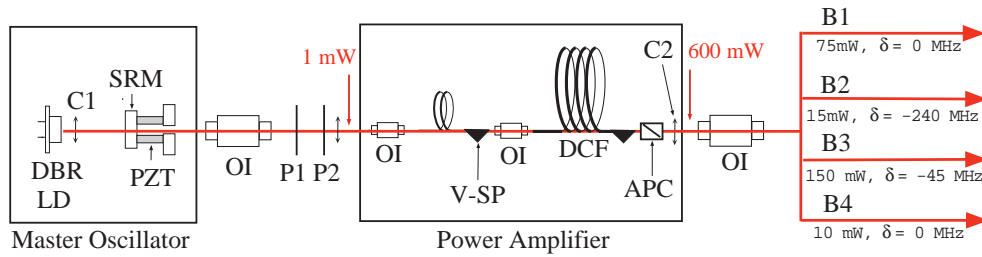 SRM
C1
DBR
LD
PZT
Master Oscillator
OI
P1 P2
1 mW
OI
V-SP
OI
DCF
C2
APC
Power Amplifier
600 mW
OI
B1
75mW, δ= 0 MHz
B2
15mW, δ= -240 MHz
B3
150 mW, δ= -45 MHz
B4
10 mW, δ= 0 MHz